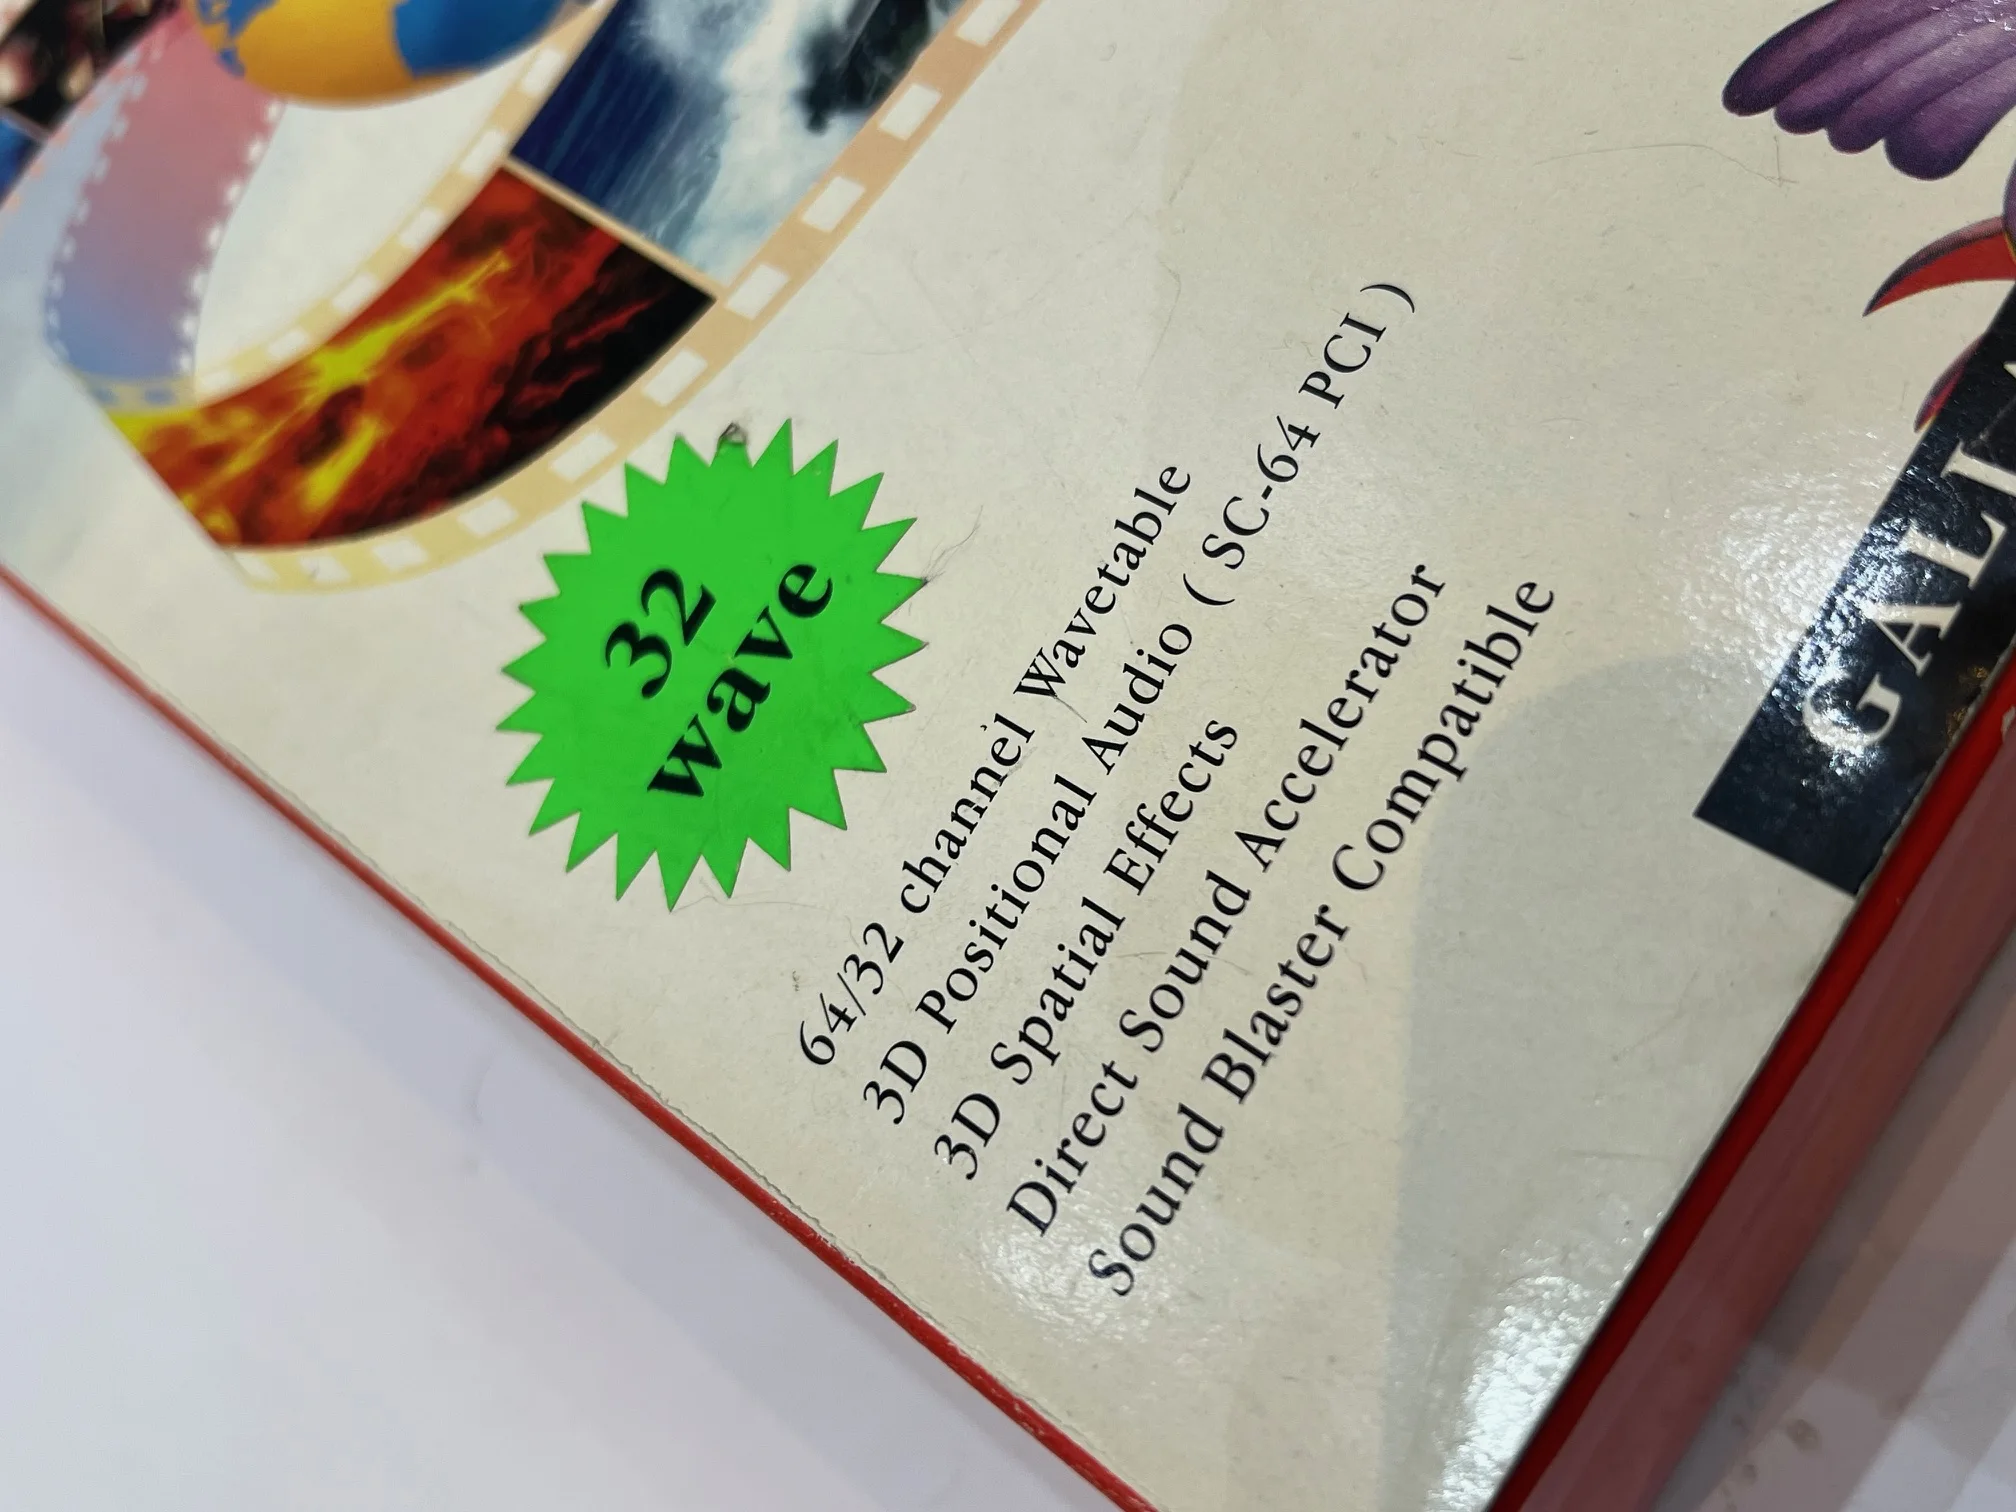 32
wave
64/32 channel Wavetable
3D Positional Audio ( SC-64 PCI )
3D Spatial Effects
Direct Sound Accelerator
Sound Blaster Compatible